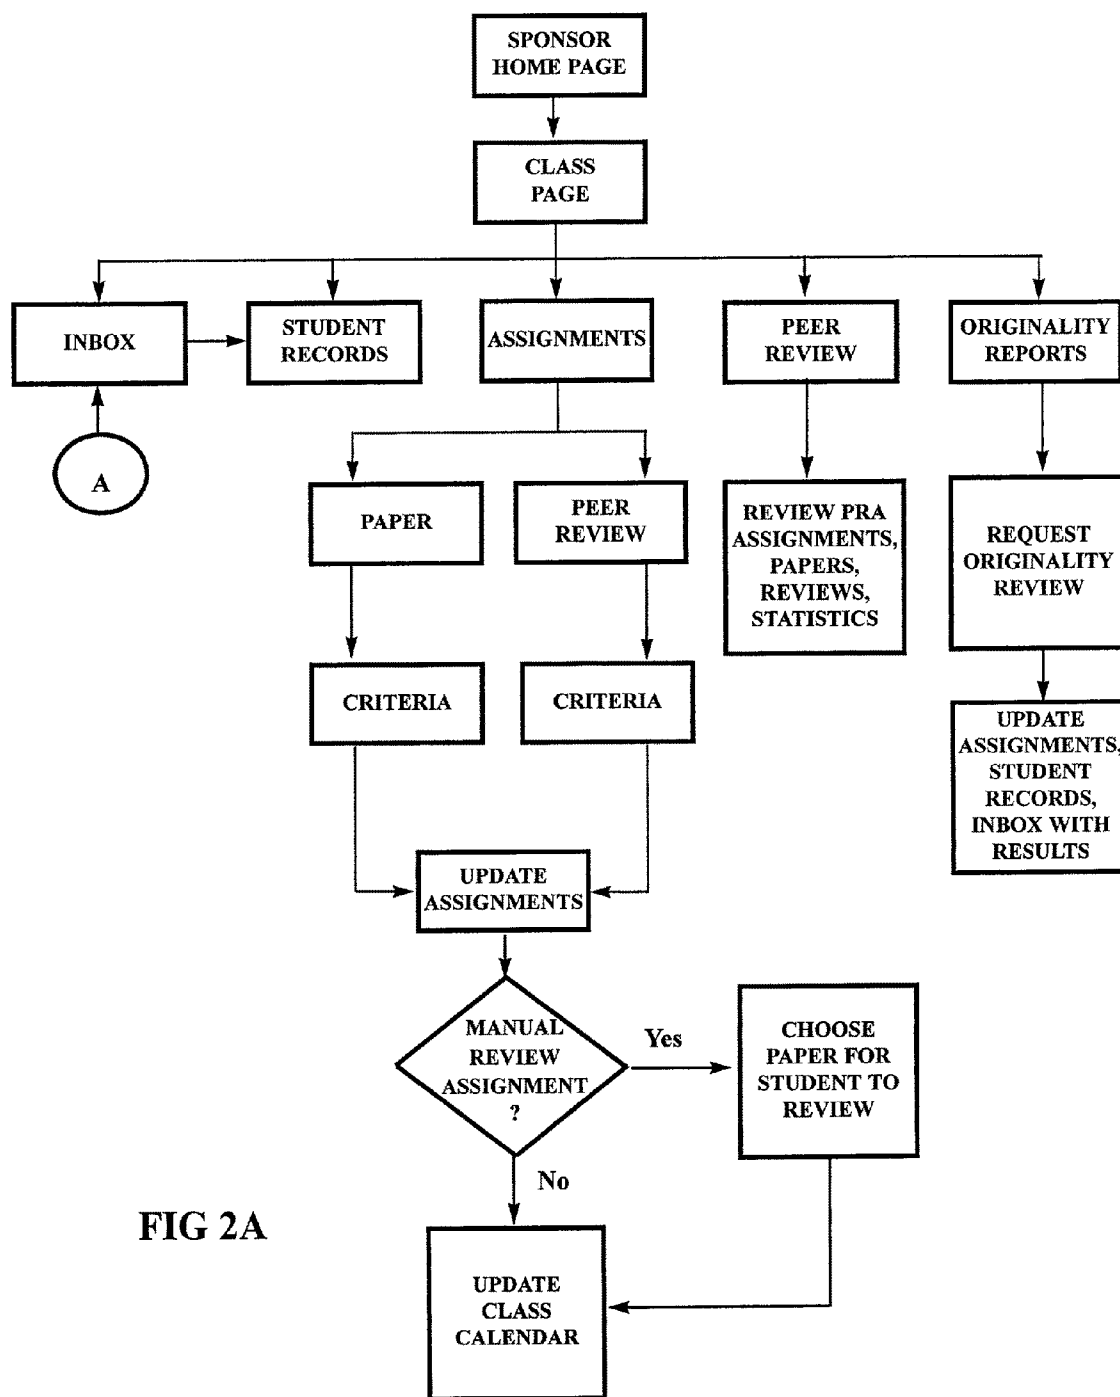 SPONSOR
HOME PAGE
CLASS
PAGE
INBOX
STUDENT
RECORDS
ASSIGNMENTS
PEER
REVIEW
ORIGINALITY
REPORTS
A
PAPER
PEER
REVIEW
REVIEW PRA
ASSIGNMENTS,
PAPERS,
REVIEWS,
STATISTICS
REQUEST
ORIGINALITY
REVIEW
CRITERIA
CRITERIA
UPDATE
ASSIGNMENTS,
STUDENT
RECORDS,
INBOX WITH
RESULTS
UPDATE
ASSIGNMENTS
MANUAL
REVIEW
ASSIGNMENT
?
Yes
CHOOSE
PAPER FOR
STUDENT TO
REVIEW
No
FIG 2A
UPDATE
CLASS
CALENDAR